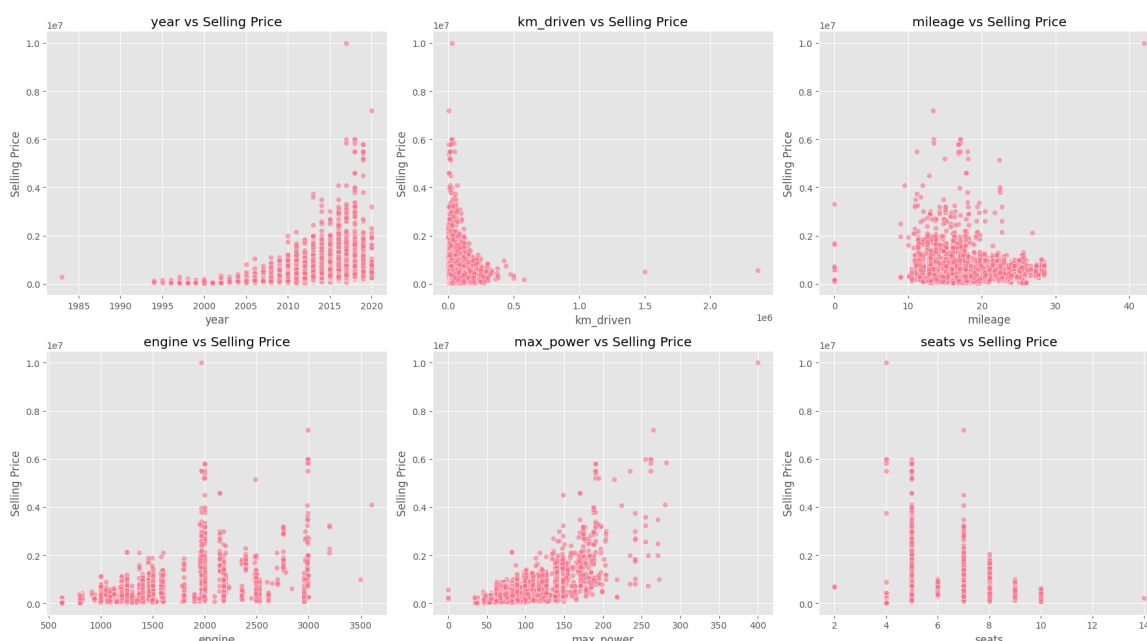 year vs Selling Price
1e7
1.0
0.8
0.6
0.4
0.2
0.0
Selling Price
1985 1990 1995 2000 2005 2010 2015 2020
year
km_driven vs Selling Price
1e7
1.0
0.8
0.6
0.4
0.2
0.0
Selling Price
0.0 0.5 1.0 1.5 2.0
1e6
km_driven
mileage vs Selling Price
1e7
1.0
0.8
0.6
0.4
0.2
0.0
Selling Price
0 10 20 30 40
mileage
engine vs Selling Price
1e7
1.0
0.8
0.6
0.4
0.2
0.0
Selling Price
500 1000 1500 2000 2500 3000 3500
engine
max_power vs Selling Price
1e7
1.0
0.8
0.6
0.4
0.2
0.0
Selling Price
0 50 100 150 200 250 300 350 400
max_power
seats vs Selling Price
1e7
1.0
0.8
0.6
0.4
0.2
0.0
Selling Price
2 4 6 8 10 12 14
seats